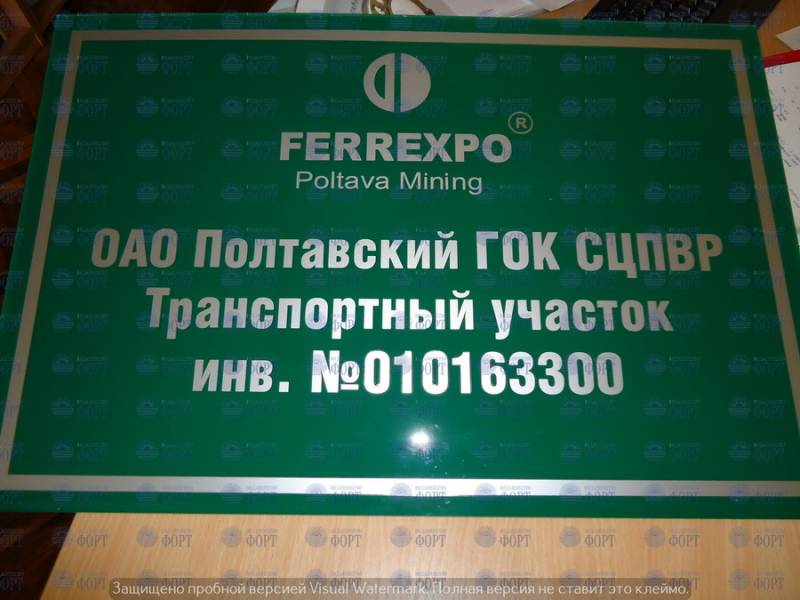 FERREXPO®
Poltava Mining
ОАО Полтавский ГОК СЦПВР
Транспортный участок
инв. №010163300
ФОРТ
Защищено пробной версией Visual Watermark. Полная версия не ставит это клеймо.